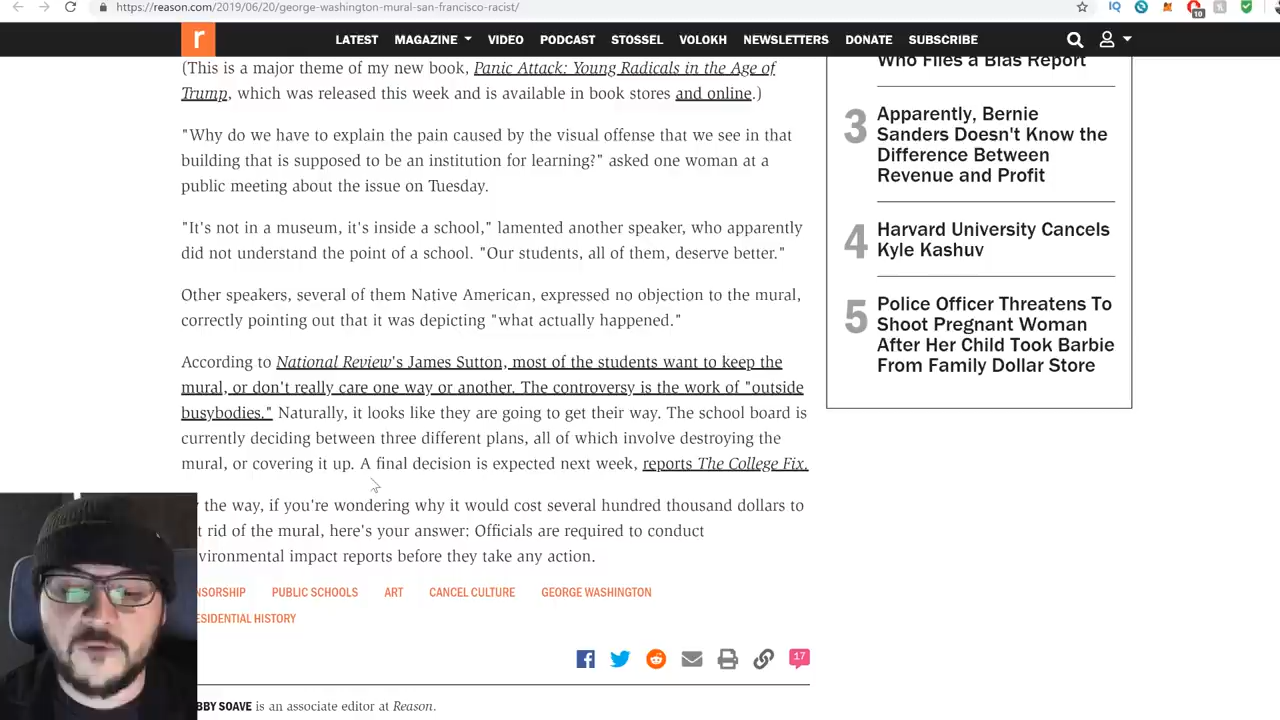 https://reason.com/2019/06/20/george-washington-mural-san-francisco-racist/
IQ
10
r
LATEST MAGAZINE VIDEO PODCAST STOSSEL VOLOKH NEWSLETTERS DONATE SUBSCRIBE
(This is a major theme of my new book, Panic Attack: Young Radicals in the Age of
Trump, which was released this week and is available in book stores and online.)
"Why do we have to explain the pain caused by the visual offense that we see in that
building that is supposed to be an institution for learning?" asked one woman at a
public meeting about the issue on Tuesday.
"It's not in a museum, it's inside a school," lamented another speaker, who apparently
did not understand the point of a school. "Our students, all of them, deserve better."
Other speakers, several of them Native American, expressed no objection to the mural,
correctly pointing out that it was depicting "what actually happened."
According to National Review's James Sutton, most of the students want to keep the
mural, or don't really care one way or another. The controversy is the work of "outside
busybodies." Naturally, it looks like they are going to get their way. The school board is
currently deciding between three different plans, all of which involve destroying the
mural, or covering it up. A final decision is expected next week, reports The College Fix.
the way, if you're wondering why it would cost several hundred thousand dollars to
t rid of the mural, here's your answer: Officials are required to conduct
vironmental impact reports before they take any action.
NSORSHIP PUBLIC SCHOOLS ART CANCEL CULTURE GEORGE WASHINGTON
ESIDENTIAL HISTORY
17
BBY SOAVE is an associate editor at Reason.
Who Files a Bias Report
3
Apparently, Bernie
Sanders Doesn't Know the
Difference Between
Revenue and Profit
4
Harvard University Cancels
Kyle Kashuv
5
Police Officer Threatens To
Shoot Pregnant Woman
After Her Child Took Barbie
From Family Dollar Store